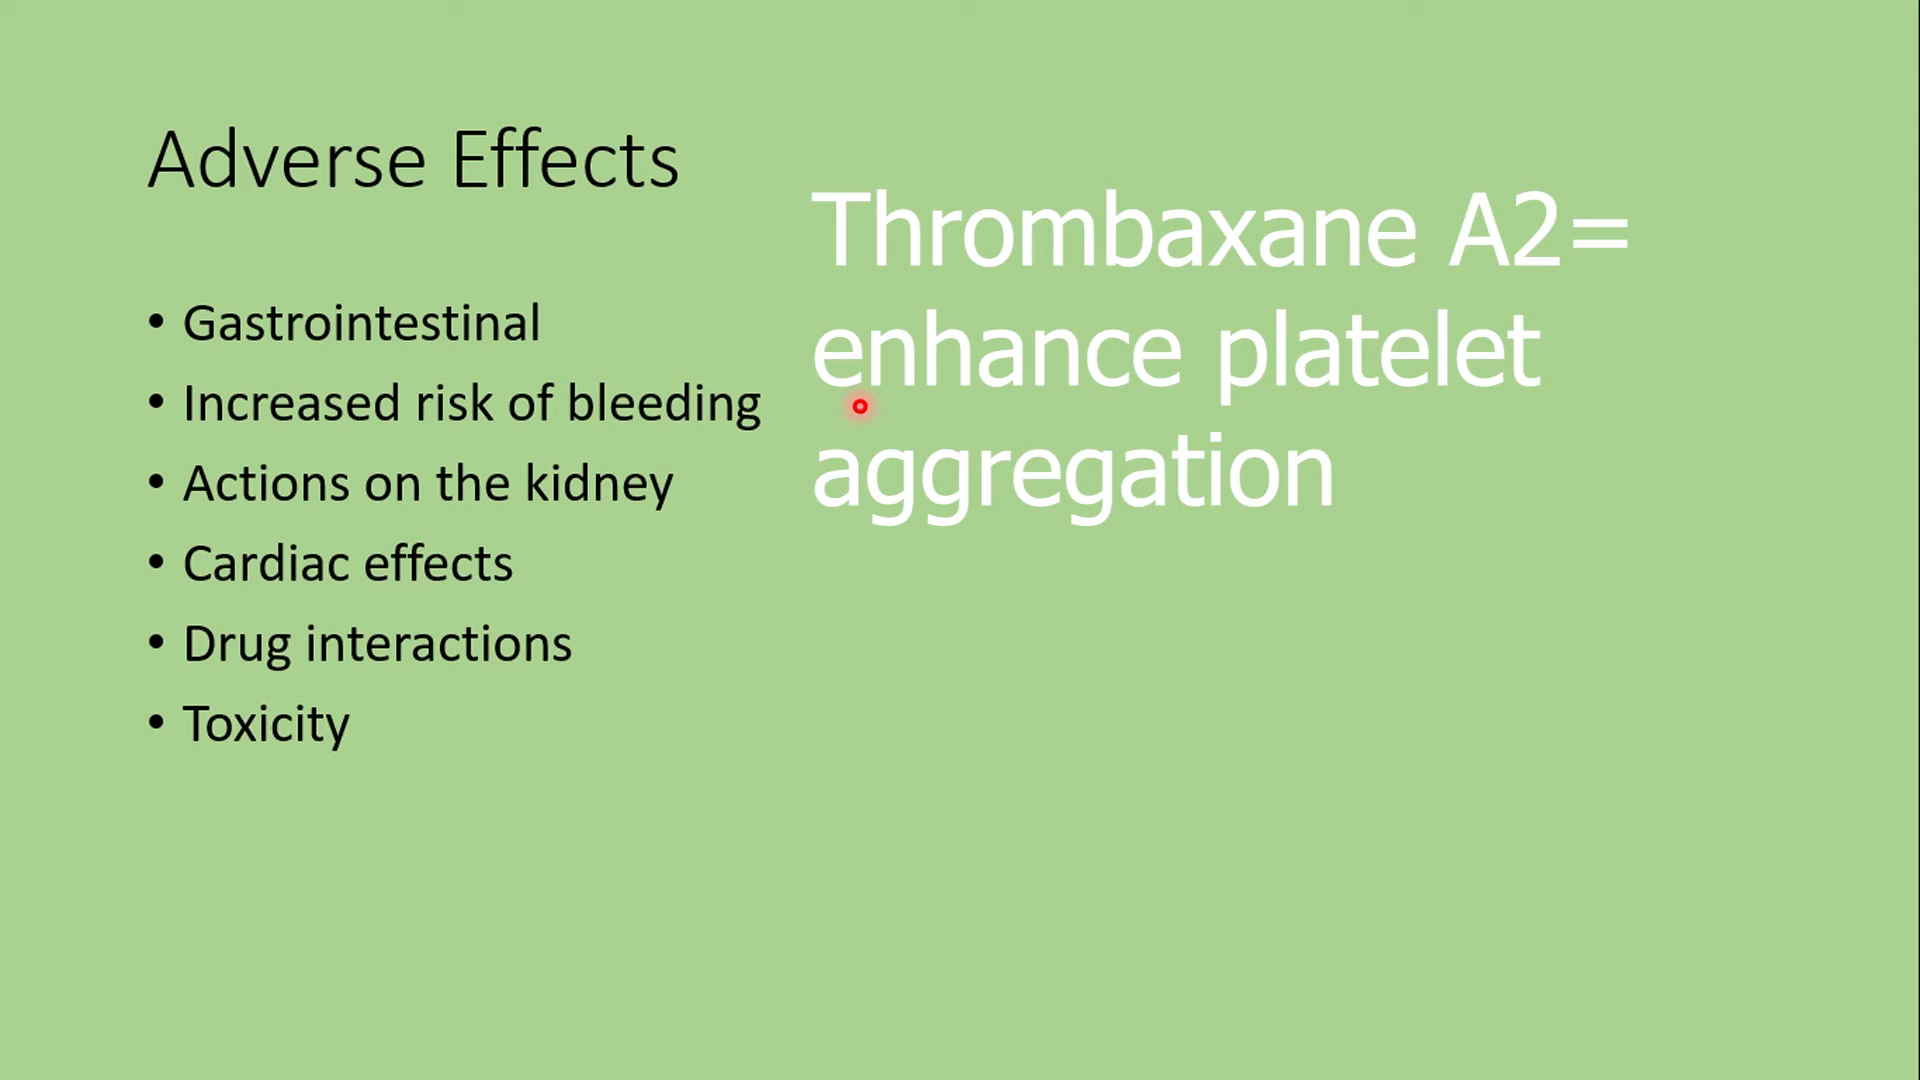 Adverse Effects
• Gastrointestinal
• Increased risk of bleeding
• Actions on the kidney
• Cardiac effects
• Drug interactions
• Toxicity
Thrombaxane A2=
enhance platelet
aggregation